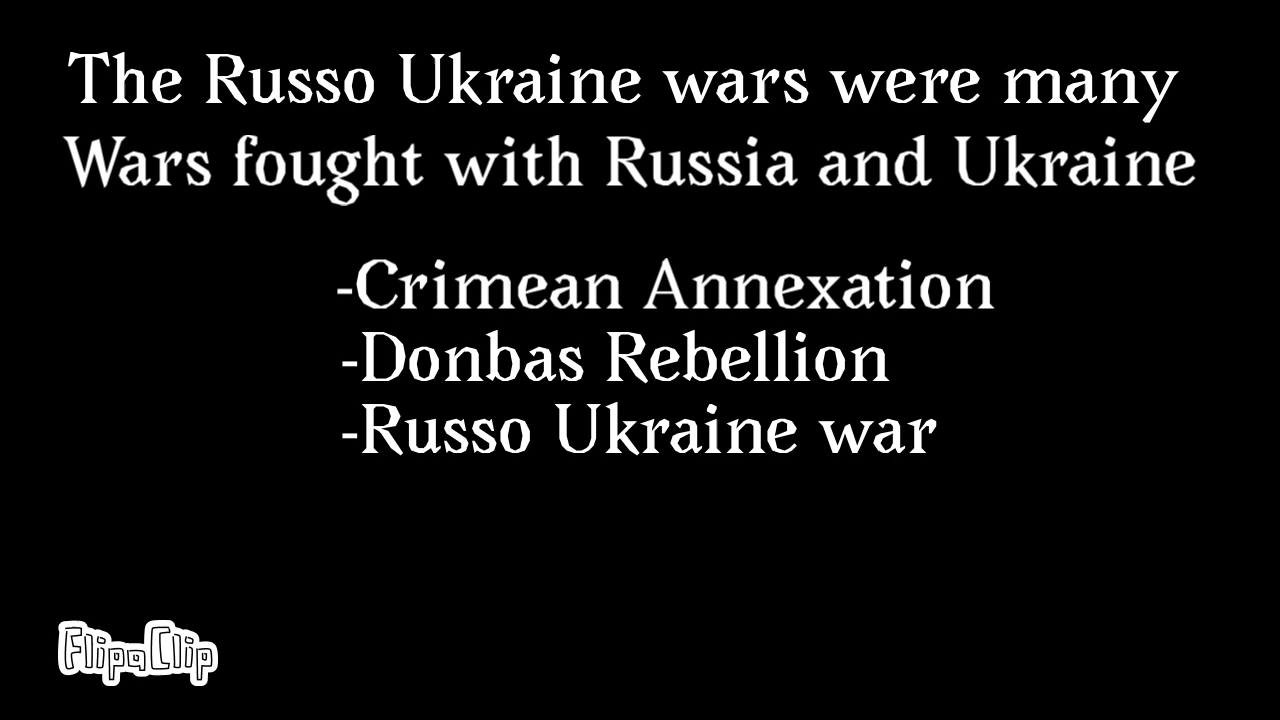 The Russo Ukraine wars were many
Wars fought with Russia and Ukraine
-Crimean Annexation
-Donbas Rebellion
-Russo Ukraine war
FlipaClip